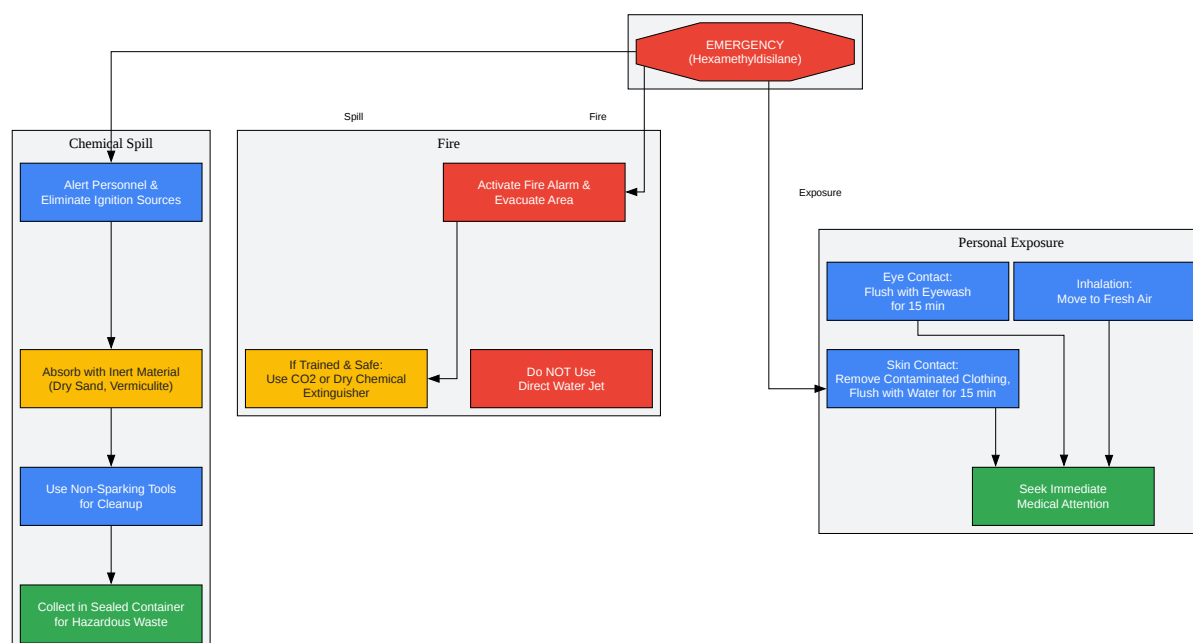 EMERGENCY
(Hexamethyldisilane)
Spill
Fire
Exposure
Chemical Spill
Alert Personnel &
Eliminate Ignition Sources
Absorb with Inert Material
(Dry Sand, Vermiculite)
Use Non-Sparking Tools
for Cleanup
Collect in Sealed Container
for Hazardous Waste
Fire
Activate Fire Alarm &
Evacuate Area
If Trained & Safe:
Use CO2 or Dry Chemical
Extinguisher
Do NOT Use
Direct Water Jet
Personal Exposure
Eye Contact:
Flush with Eyewash
for 15 min
Inhalation:
Move to Fresh Air
Skin Contact:
Remove Contaminated Clothing,
Flush with Water for 15 min
Seek Immediate
Medical Attention